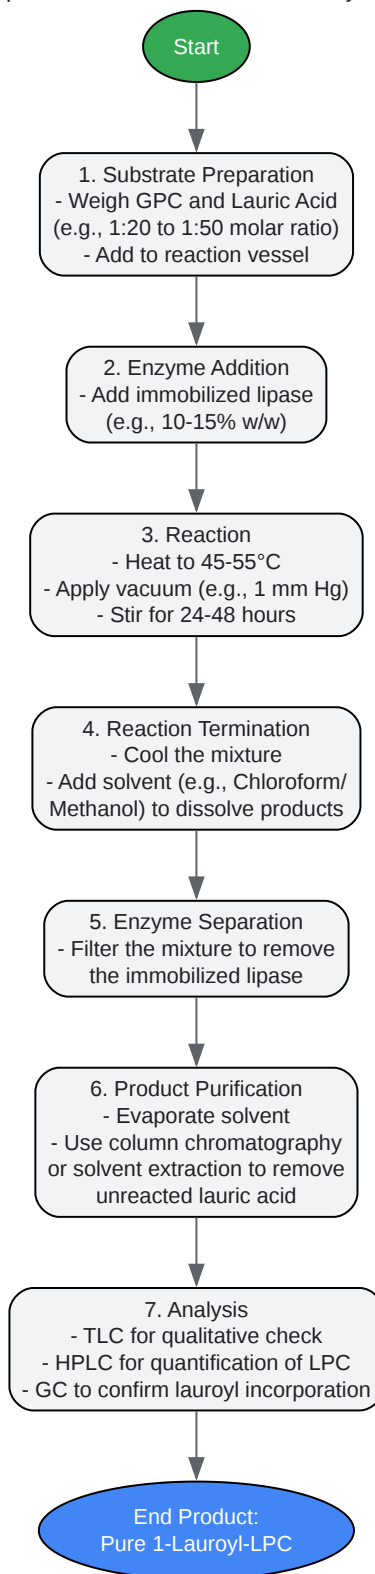 Start
1. Substrate Preparation
- Weigh GPC and Lauric Acid
(e.g., 1:20 to 1:50 molar ratio)
- Add to reaction vessel
2. Enzyme Addition
- Add immobilized lipase
(e.g., 10-15% w/w)
3. Reaction
- Heat to 45-55°C
- Apply vacuum (e.g., 1 mm Hg)
- Stir for 24-48 hours
4. Reaction Termination
- Cool the mixture
- Add solvent (e.g., Chloroform/
Methanol) to dissolve products
5. Enzyme Separation
- Filter the mixture to remove
the immobilized lipase
6. Product Purification
- Evaporate solvent
- Use column chromatography
or solvent extraction to remove
unreacted lauric acid
7. Analysis
- TLC for qualitative check
- HPLC for quantification of LPC
- GC to confirm lauroyl incorporation
End Product:
Pure 1-Lauroyl-LPC